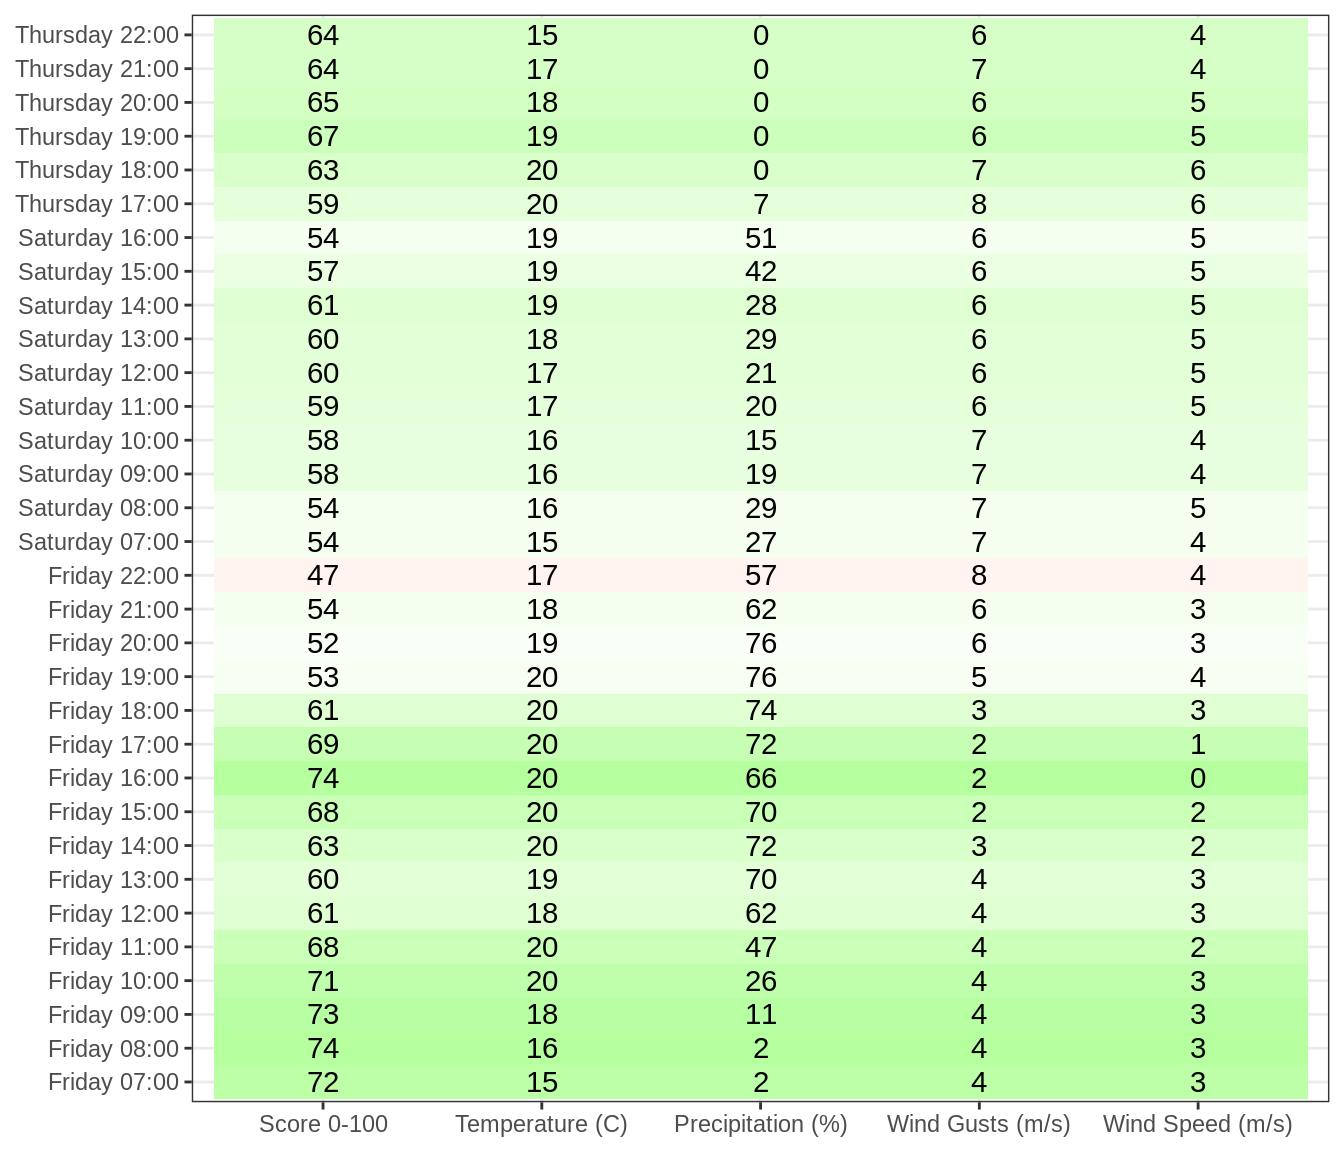 Thursday 22:00 64 15 0 6 4
Thursday 21:00 64 17 0 7 4
Thursday 20:00 65 18 0 6 5
Thursday 19:00 67 19 0 6 5
Thursday 18:00 63 20 0 7 6
Thursday 17:00 59 20 7 8 6
Saturday 16:00 54 19 51 6 5
Saturday 15:00 57 19 42 6 5
Saturday 14:00 61 19 28 6 5
Saturday 13:00 60 18 29 6 5
Saturday 12:00 60 17 21 6 5
Saturday 11:00 59 17 20 6 5
Saturday 10:00 58 16 15 7 4
Saturday 09:00 58 16 19 7 4
Saturday 08:00 54 16 29 7 5
Saturday 07:00 54 15 27 7 4
Friday 22:00 47 17 57 8 4
Friday 21:00 54 18 62 6 3
Friday 20:00 52 19 76 6 3
Friday 19:00 53 20 76 5 4
Friday 18:00 61 20 74 3 3
Friday 17:00 69 20 72 2 1
Friday 16:00 74 20 66 2 0
Friday 15:00 68 20 70 2 2
Friday 14:00 63 20 72 3 2
Friday 13:00 60 19 70 4 3
Friday 12:00 61 18 62 4 3
Friday 11:00 68 20 47 4 2
Friday 10:00 71 20 26 4 3
Friday 09:00 73 18 11 4 3
Friday 08:00 74 16 2 4 3
Friday 07:00 72 15 2 4 3
Score 0-100 Temperature (C) Precipitation (%) Wind Gusts (m/s) Wind Speed (m/s)